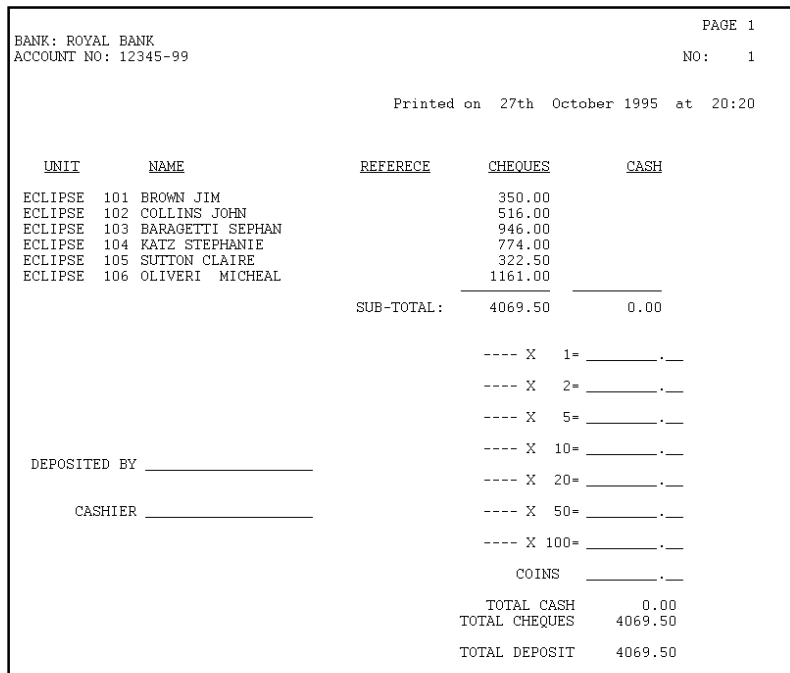 PAGE 1
BANK: ROYAL BANK
ACCOUNT NO: 12345-99 NO: 1
Printed on 27th October 1995 at 20:20
UNIT NAME REFERECE CHEQUES CASH
ECLIPSE 101 BROWN JIM 350.00
ECLIPSE 102 COLLINS JOHN 516.00
ECLIPSE 103 BARAGETTI SEPHAN 946.00
ECLIPSE 104 KATZ STEPHANIE 774.00
ECLIPSE 105 SUTTON CLAIRE 322.50
ECLIPSE 106 OLIVERI MICHEAL 1161.00
SUB-TOTAL: 4069.50 0.00
---- X 1= ________.__
---- X 2= ________.__
---- X 5= ________.__
---- X 10= ________.__
DEPOSITED BY ___________________
---- X 20= ________.__
CASHIER ___________________ ---- X 50= ________.__
---- X 100= ________.__
COINS ________.__
TOTAL CASH 0.00
TOTAL CHEQUES 4069.50
TOTAL DEPOSIT 4069.50